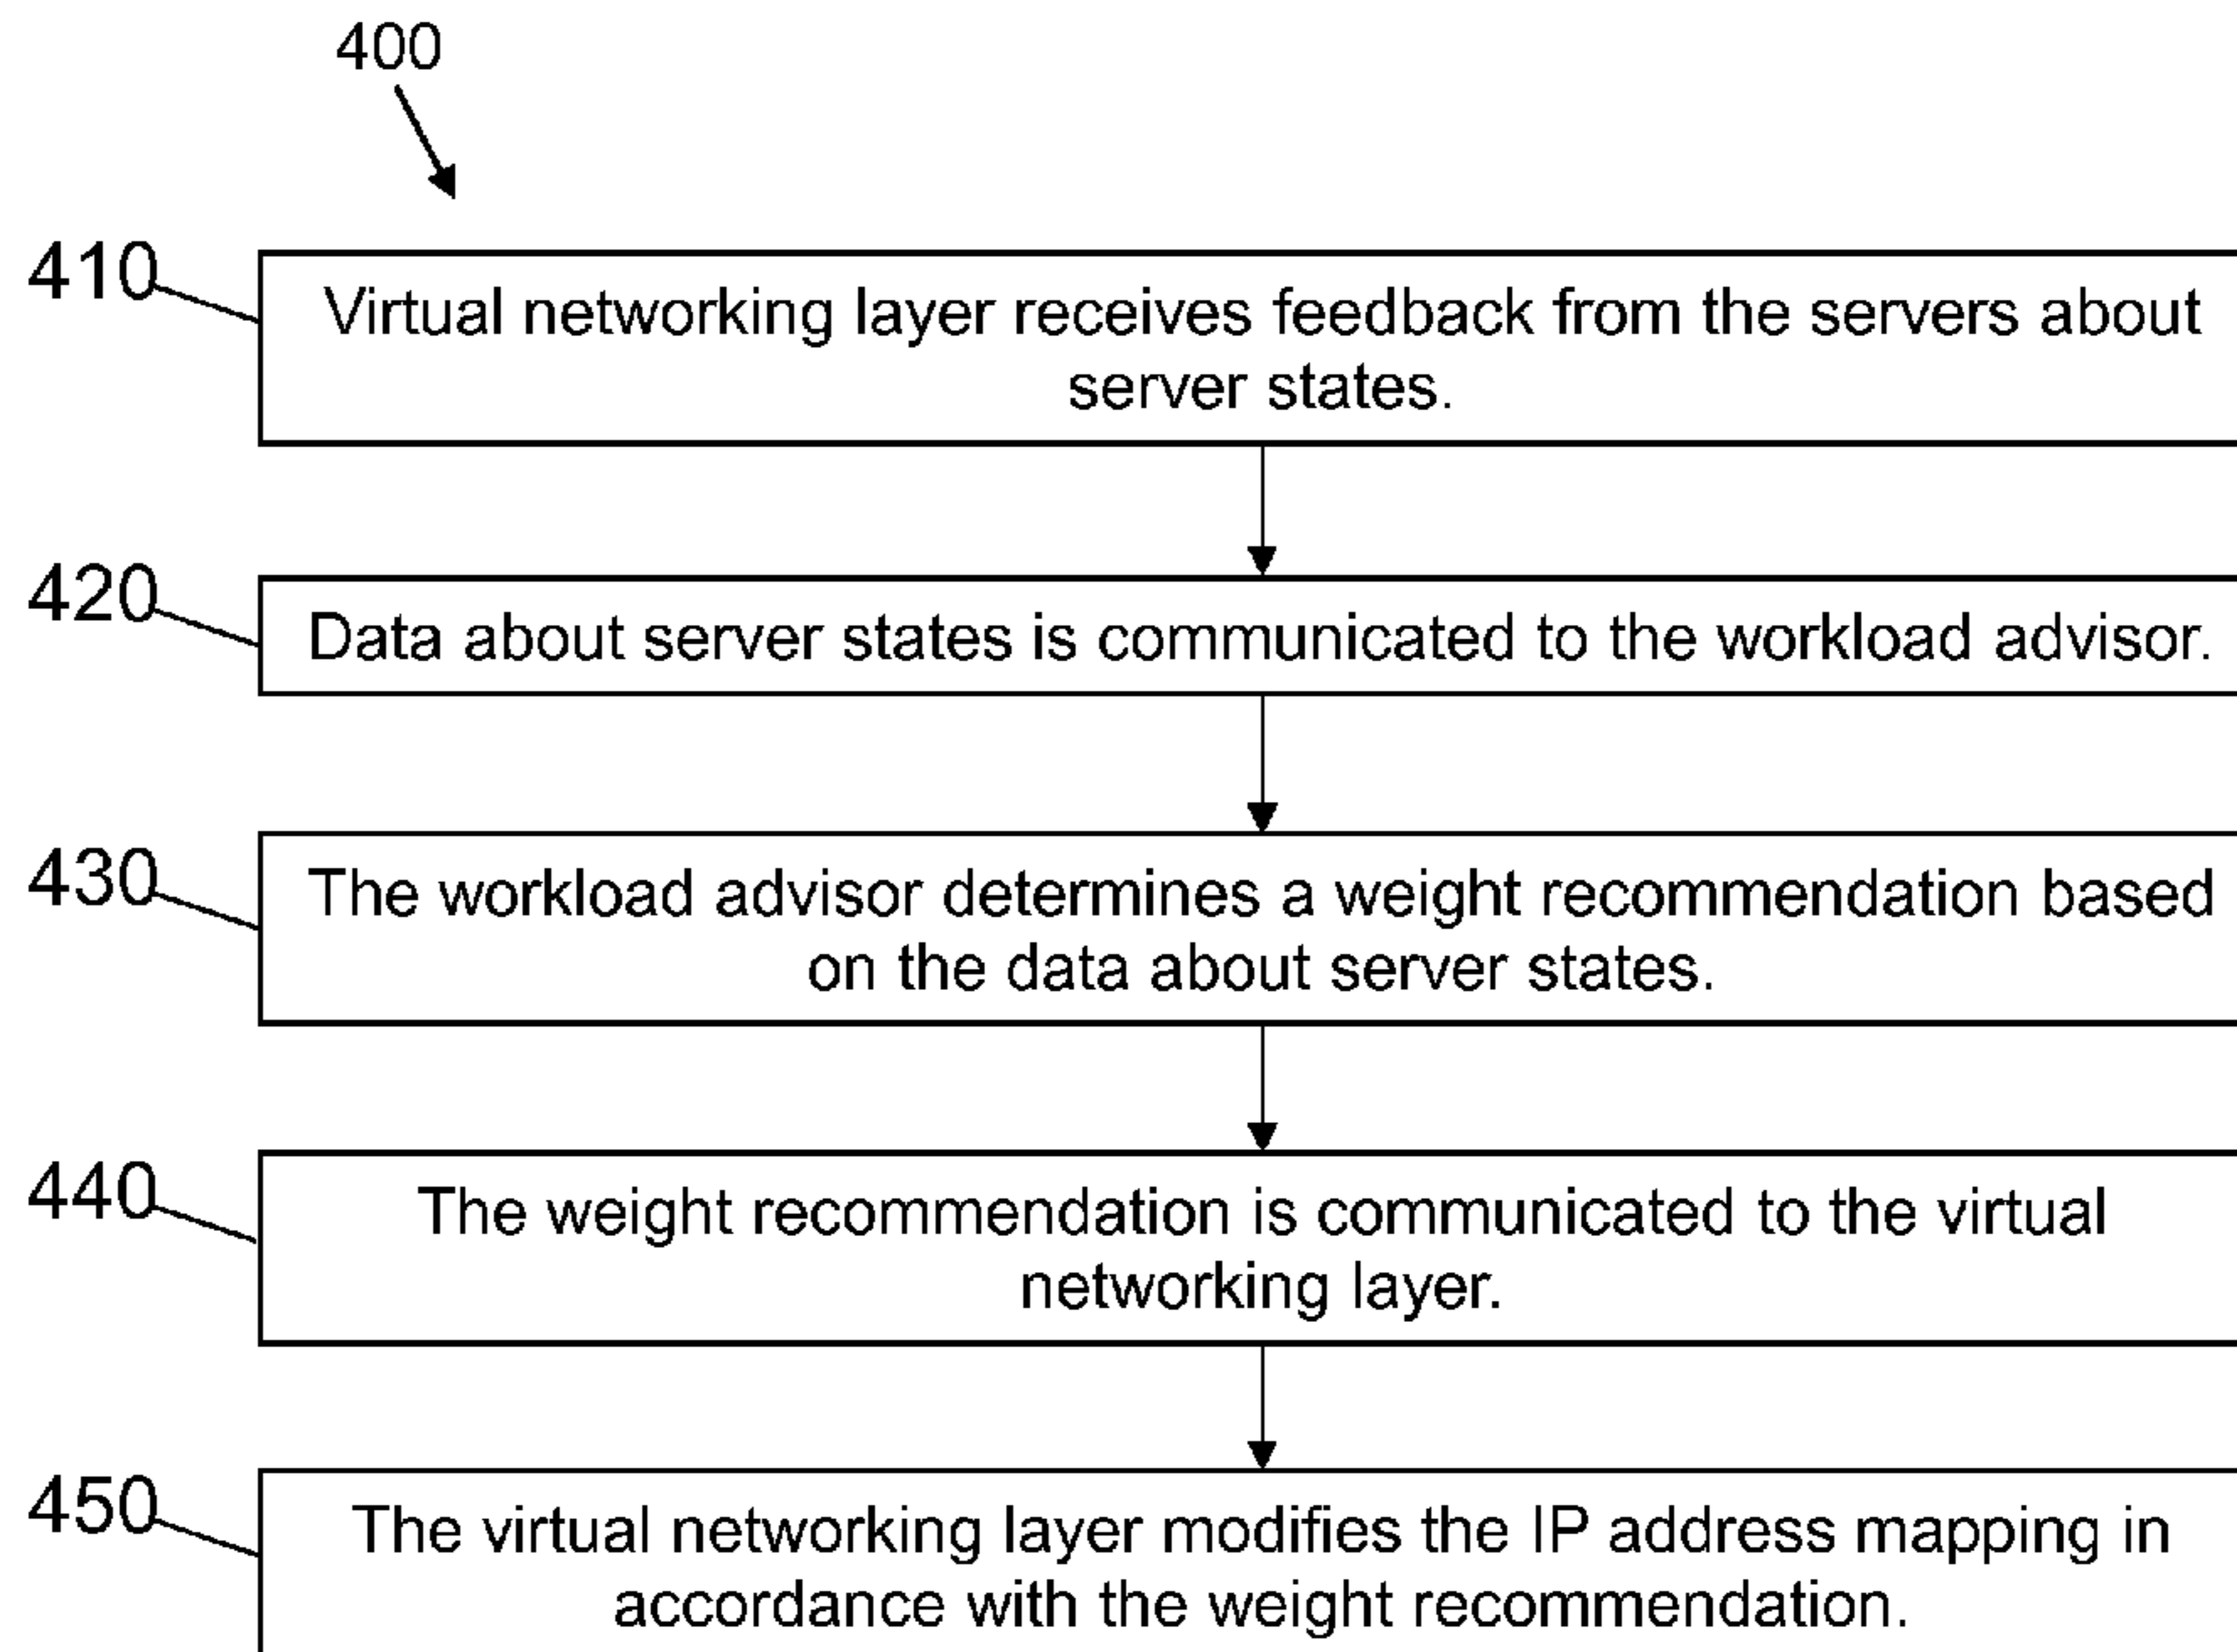 400
410
Virtual networking layer receives feedback from the servers about
server states.
420
Data about server states is communicated to the workload advisor.
430
The workload advisor determines a weight recommendation based
on the data about server states.
440
The weight recommendation is communicated to the virtual
networking layer.
450
The virtual networking layer modifies the IP address mapping in
accordance with the weight recommendation.